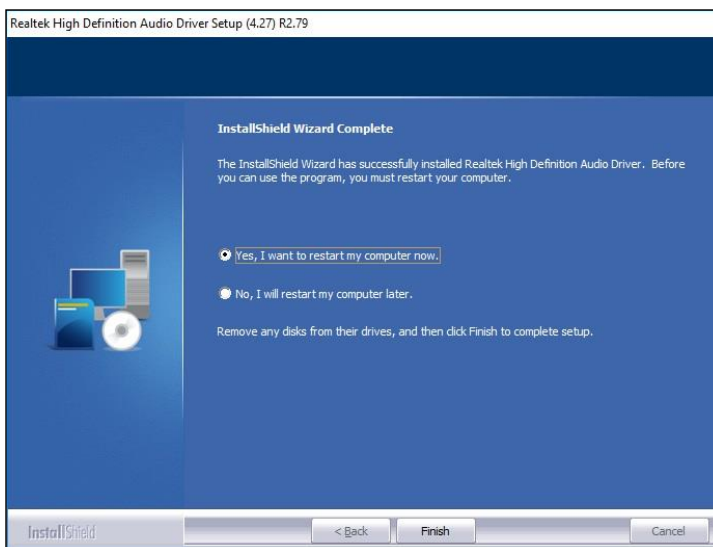 Realtek High Definition Audio Driver Setup (4.27) R2.79
InstallShield Wizard Complete
The InstallShield Wizard has successfully installed Realtek High Definition Audio Driver. Before
you can use the program, you must restart your computer.
Yes, I want to restart my computer now.
No, I will restart my computer later.
Remove any disks from their drives, and then click Finish to complete setup.
InstallShield
< Back
Finish
Cancel